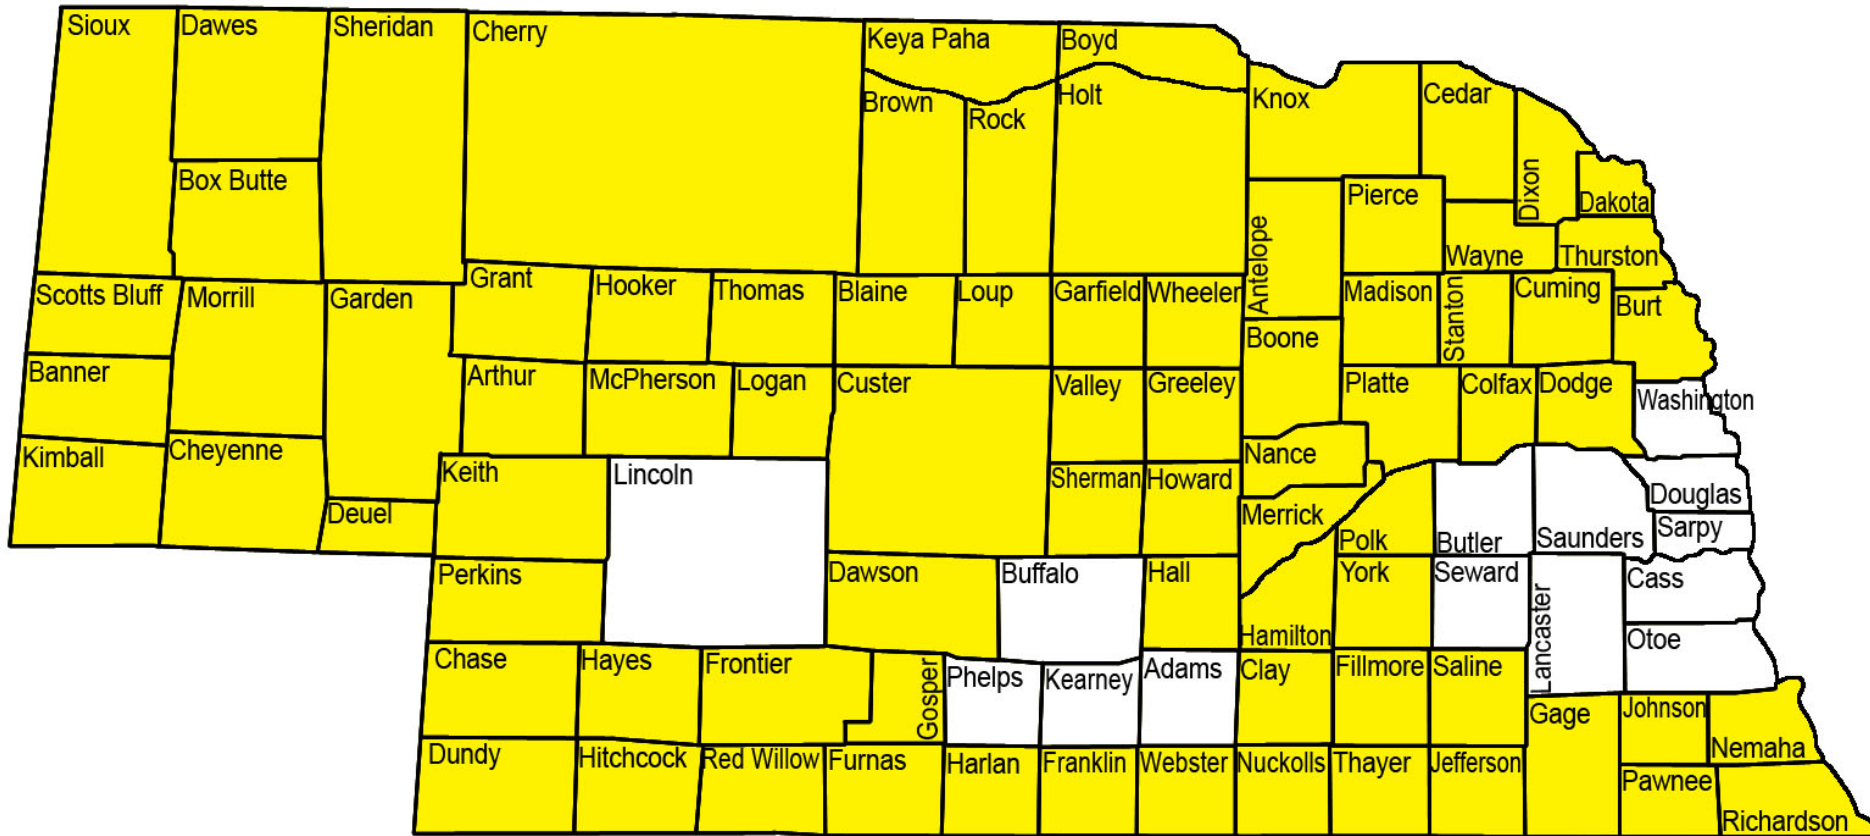 Sioux
Dawes
Sheridan
Cherry
Keya Paha
Boyd
Brown
Rock
Holt
Knox
Cedar
Dixon
Dakota
Box Butte
Pierce
Antelope
Wayne
Thurston
Scotts Bluff
Morrill
Garden
Grant
Hooker
Thomas
Blaine
Loup
Garfield
Wheeler
Madison
Stanton
Cuming
Burt
Boone
Banner
Arthur
McPherson
Logan
Custer
Valley
Greeley
Platte
Colfax
Dodge
Washington
Kimball
Cheyenne
Keith
Lincoln
Sherman
Howard
Nance
Douglas
Deuel
Merrick
Polk
Butler
Saunders
Sarpy
Perkins
Dawson
Buffalo
Hall
Hamilton
York
Seward
Lancaster
Cass
Otoe
Chase
Hayes
Frontier
Gosper
Phelps
Kearney
Adams
Clay
Fillmore
Saline
Gage
Johnson
Nemaha
Dundy
Hitchcock
Red Willow
Furnas
Harlan
Franklin
Webster
Nuckolls
Thayer
Jefferson
Pawnee
Richardson